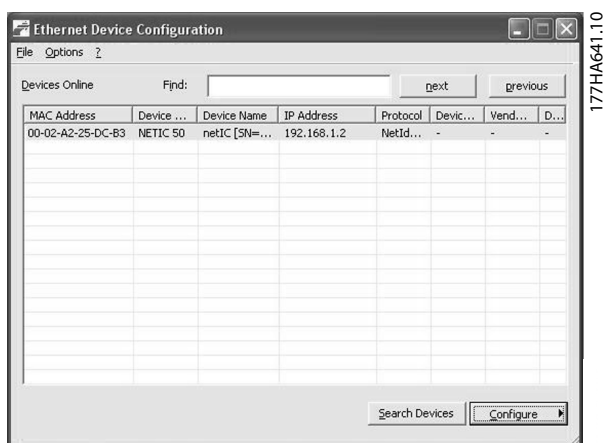 Ethernet Device Configuration
File Options ?
Devices Online Find: next previous
MAC Address Device ... Device Name IP Address Protocol Devic... Vend... D...
00-02-A2-25-DC-B3 NETIC 50 netIC [SN=... 192.168.1.2 NetId... - - -
Search Devices Configure
177HA641.10